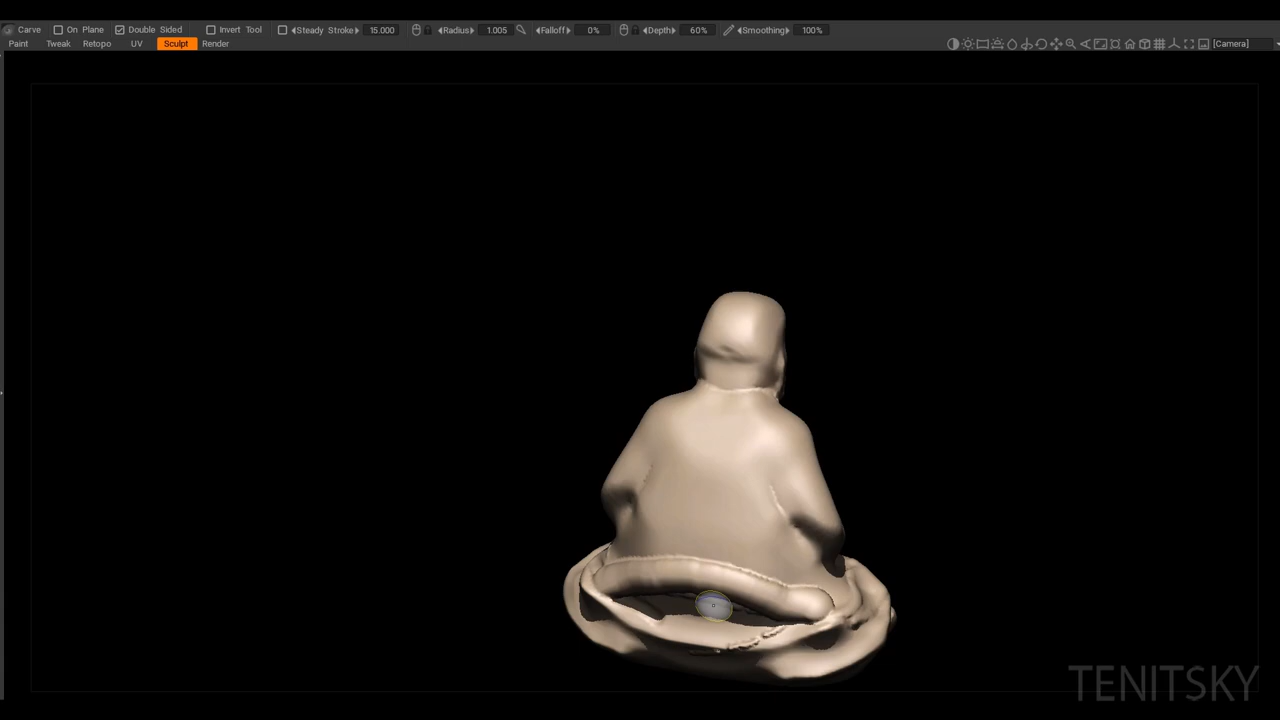 Carve On Plane Double Sided Invert Tool Steady Stroke 15.000 Radius 1.005 Falloff 0% Depth 60% Smoothing 100%
Paint Tweak Retopo UV Sculpt Render [Camera]
TENITSKY